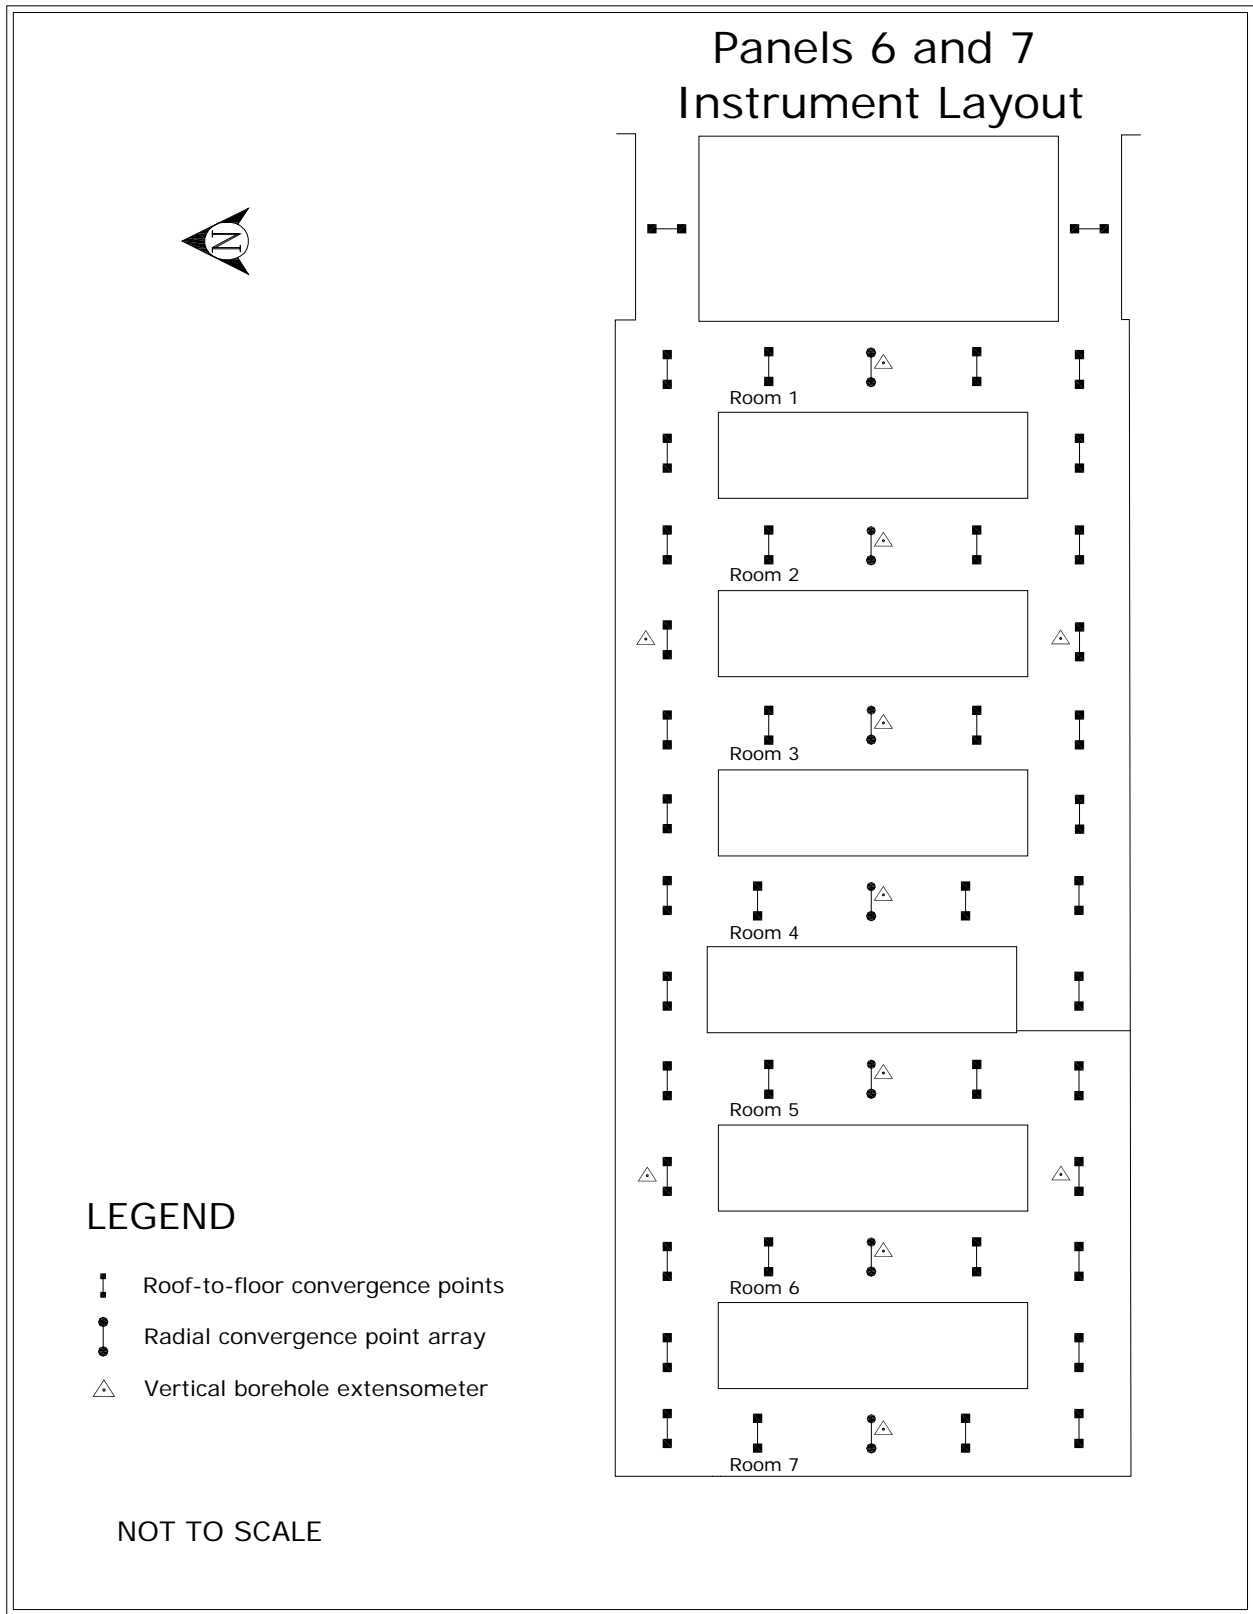 Panels 6 and 7
Instrument Layout
N
Room 1
Room 2
Room 3
Room 4
Room 5
Room 6
Room 7
LEGEND
Roof-to-floor convergence points
Radial convergence point array
Vertical borehole extensometer
NOT TO SCALE